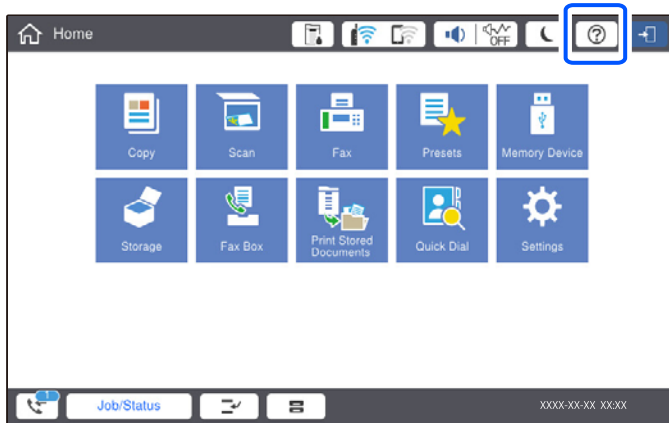 Home
OFF
?
Copy
Scan
Fax
Presets
Memory Device
Storage
Fax Box
Print Stored
Documents
Quick Dial
Settings
1
Job/Status
XXXX-XX-XX XX:XX